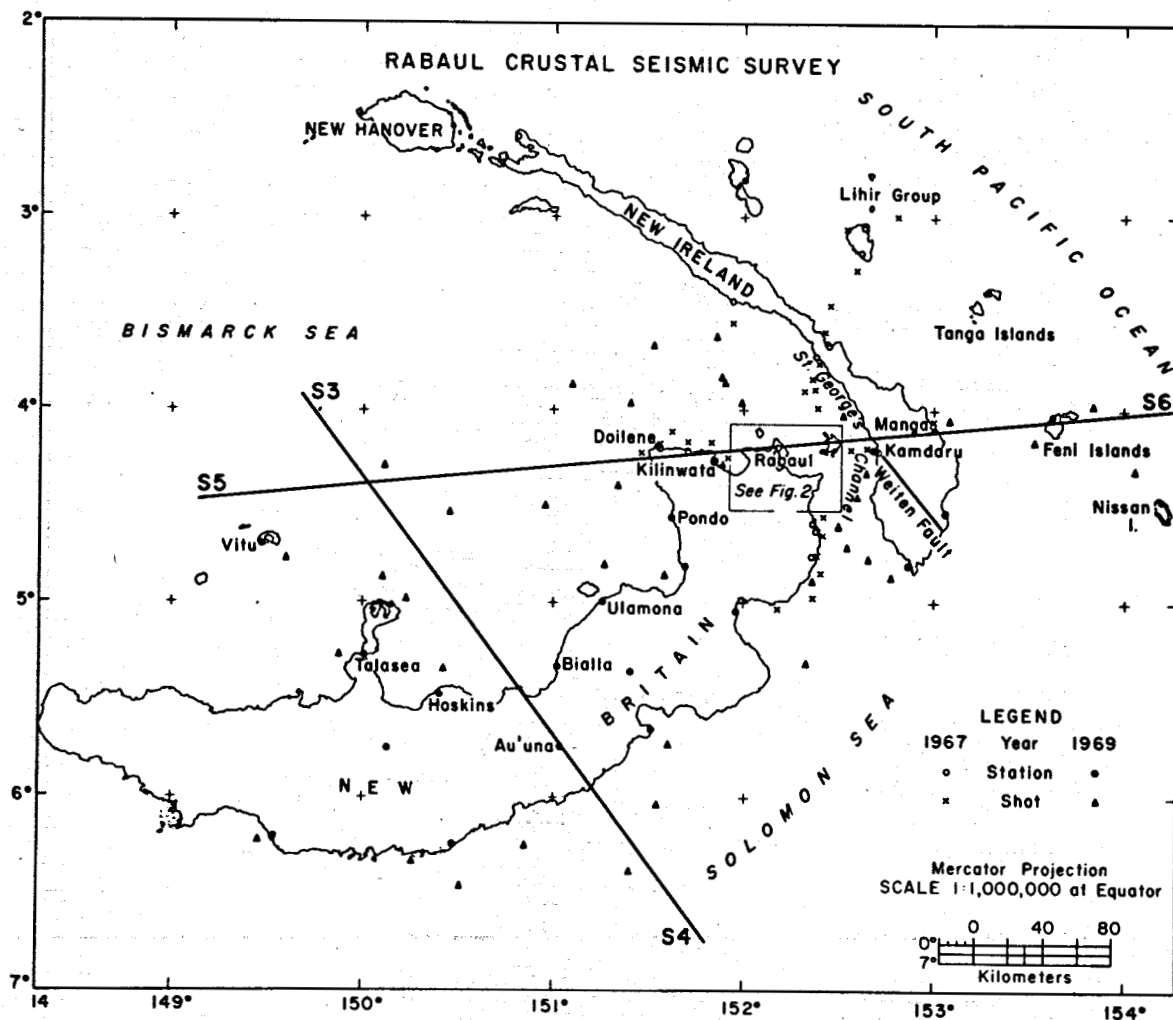 2°
RABAUL CRUSTAL SEISMIC SURVEY
SOUTH PACIFIC OCEAN
NEW HANOVER
Lihir Group
3°
NEW IRELAND
BISMARCK SEA
Tanga Islands
S3
St. George's Channel
4°
S6
Manga
Doilene
Kamdaru
Feni Islands
Kilinwata
Rabaul
S5
See Fig. 2
Weiten Fault
Pondo
Nissan
I.
Vitu
5°
Ulamona
Talasea
Bialla
Hoskins
NEW BRITAIN
Au'una
SOLOMON SEA
LEGEND
1967 Year 1969
Station
6°
Shot
Mercator Projection
SCALE 1:1,000,000 at Equator
S4
0 40 80
0°
7°
Kilometers
7°
14 149° 150° 151° 152° 153° 154°